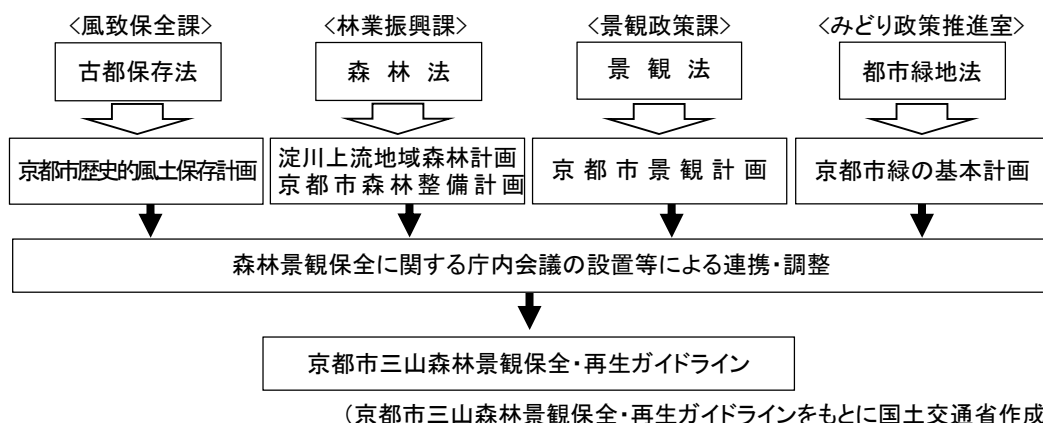 <風致保全課> <林業振興課> <景観政策課> <みどり政策推進室>
古都保存法 森林法 景観法 都市緑地法
京都市歴史的風土保存計画 淀川上流地域森林計画 京都市景観計画 京都市緑の基本計画
京都市森林整備計画
森林景観保全に関する庁内会議の設置等による連携・調整
京都市三山森林景観保全・再生ガイドライン
(京都市三山森林景観保全・再生ガイドラインをもとに国土交通省作成